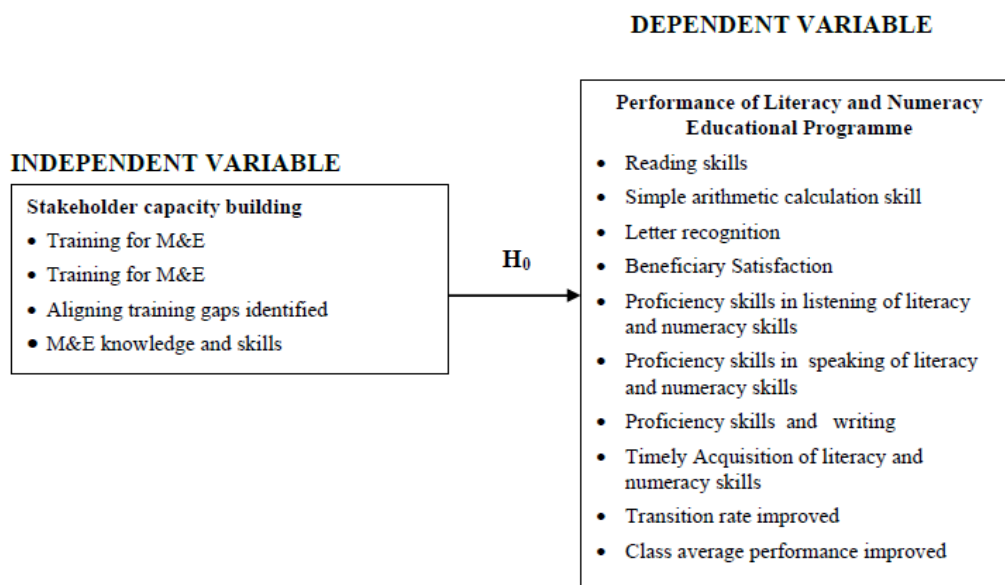 DEPENDENT VARIABLE
Performance of Literacy and Numeracy
Educational Programme
• Reading skills
• Simple arithmetic calculation skill
• Letter recognition
• Beneficiary Satisfaction
• Proficiency skills in listening of literacy
and numeracy skills
• Proficiency skills in speaking of literacy
and numeracy skills
• Proficiency skills and writing
• Timely Acquisition of literacy and
numeracy skills
• Transition rate improved
• Class average performance improved
INDEPENDENT VARIABLE
Stakeholder capacity building
• Training for M&E
• Training for M&E
• Aligning training gaps identified
• M&E knowledge and skills
H₀